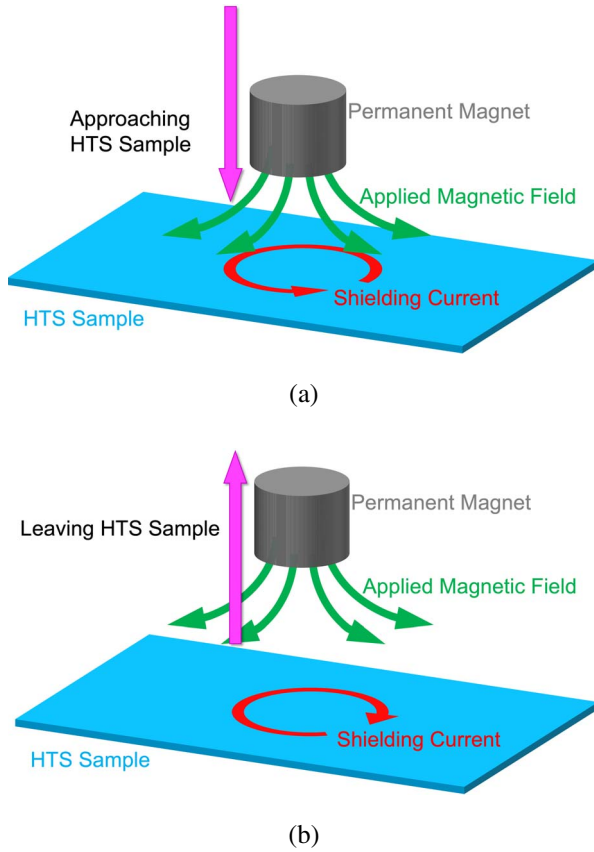 Approaching
HTS Sample
Permanent Magnet
Applied Magnetic Field
Shielding Current
HTS Sample
(a)
Leaving HTS Sample
Permanent Magnet
Applied Magnetic Field
Shielding Current
HTS Sample
(b)